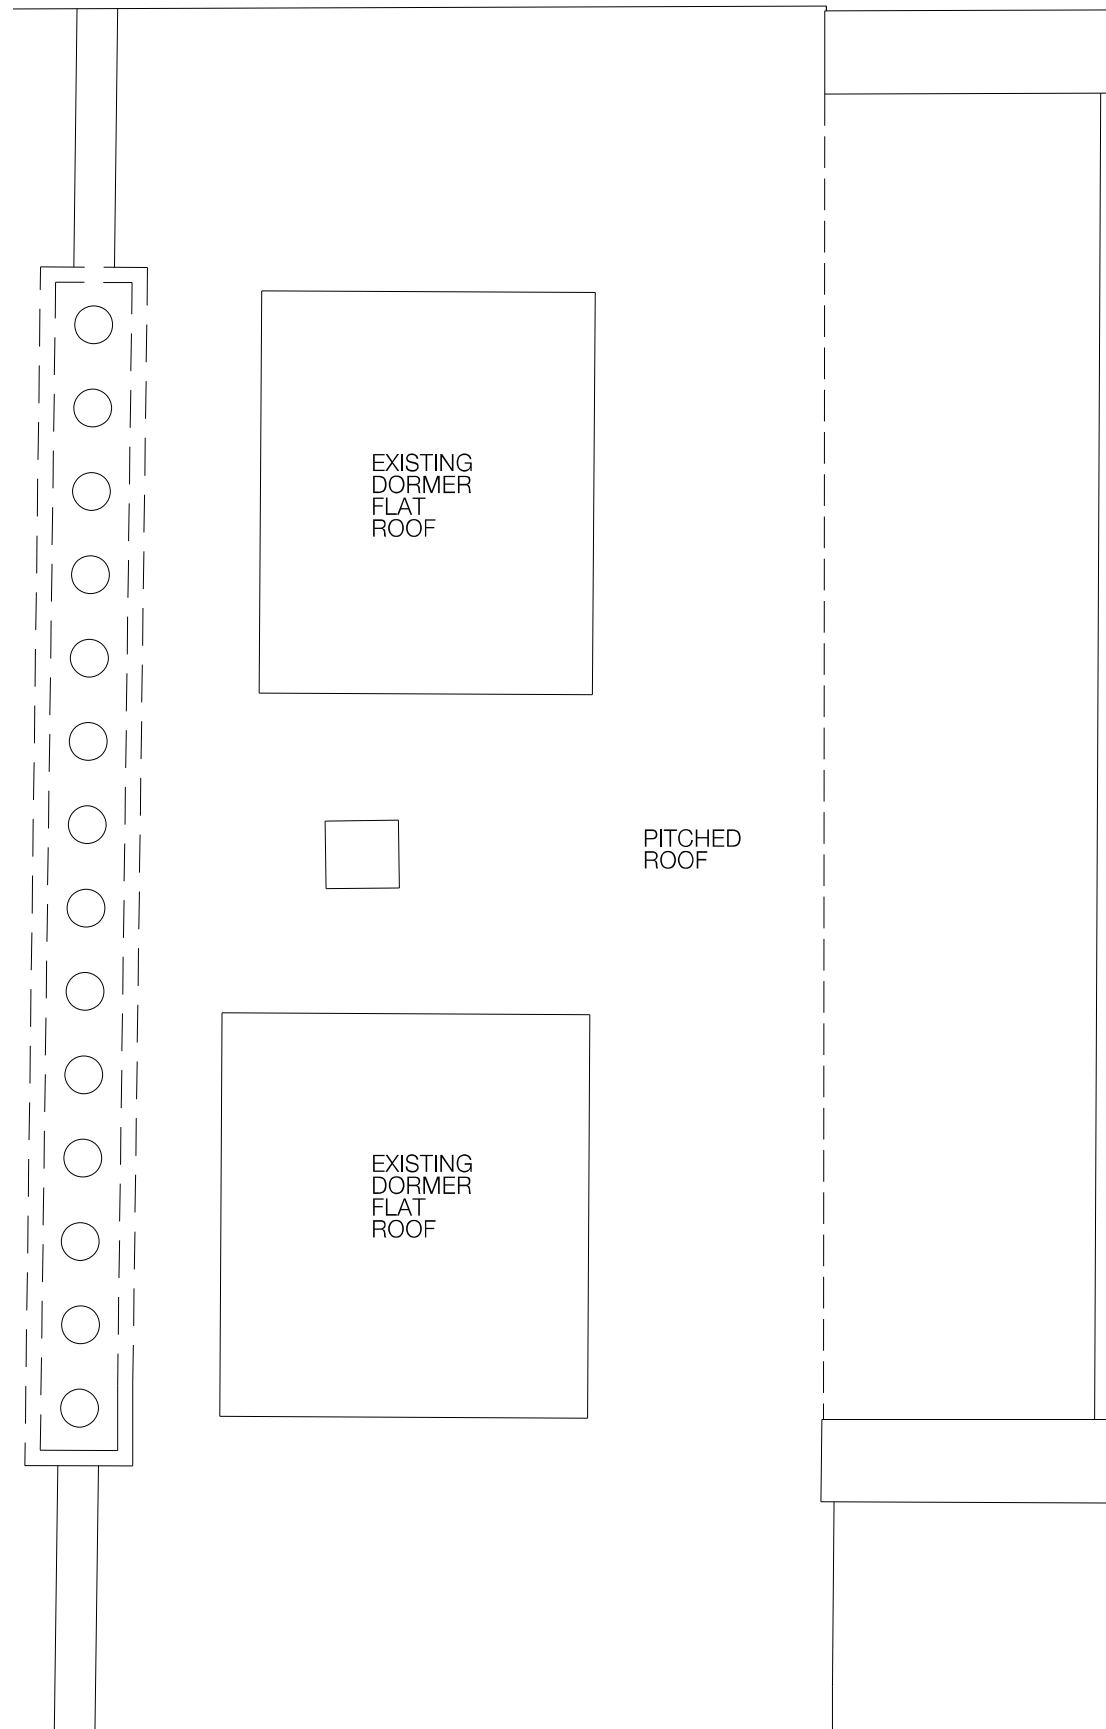 EXISTING
DORMER
FLAT
ROOF
PITCHED
ROOF
EXISTING
DORMER
FLAT
ROOF